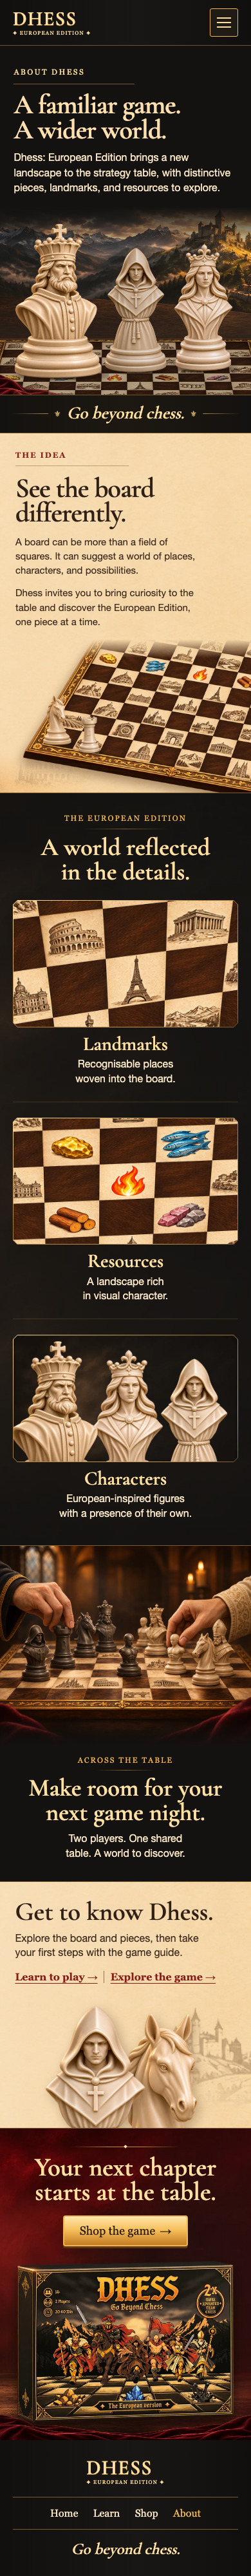 DHESS
EUROPEAN EDITION
ABOUT DHESS
A familiar game.
A wider world.
Dhess: European Edition brings a new
landscape to the strategy table, with distinctive
pieces, landmarks, and resources to explore.
Go beyond chess.
THE IDEA
See the board
differently.
A board can be more than a field of
squares. It can suggest a world of places,
characters, and possibilities.
Dhess invites you to bring curiosity to the
table and discover the European Edition,
one piece at a time.
THE EUROPEAN EDITION
A world reflected
in the details.
Landmarks
Recognisable places
woven into the board.
Resources
A landscape rich
in visual character.
Characters
European-inspired figures
with a presence of their own.
ACROSS THE TABLE
Make room for your
next game night.
Two players. One shared
table. A world to discover.
Get to know Dhess.
Explore the board and pieces, then take
your first steps with the game guide.
Learn to play → | Explore the game →
Your next chapter
starts at the table.
Shop the game →
DHESS
Go Beyond Chess
2x
The European version
DHESS
EUROPEAN EDITION
Home Learn Shop About
Go beyond chess.